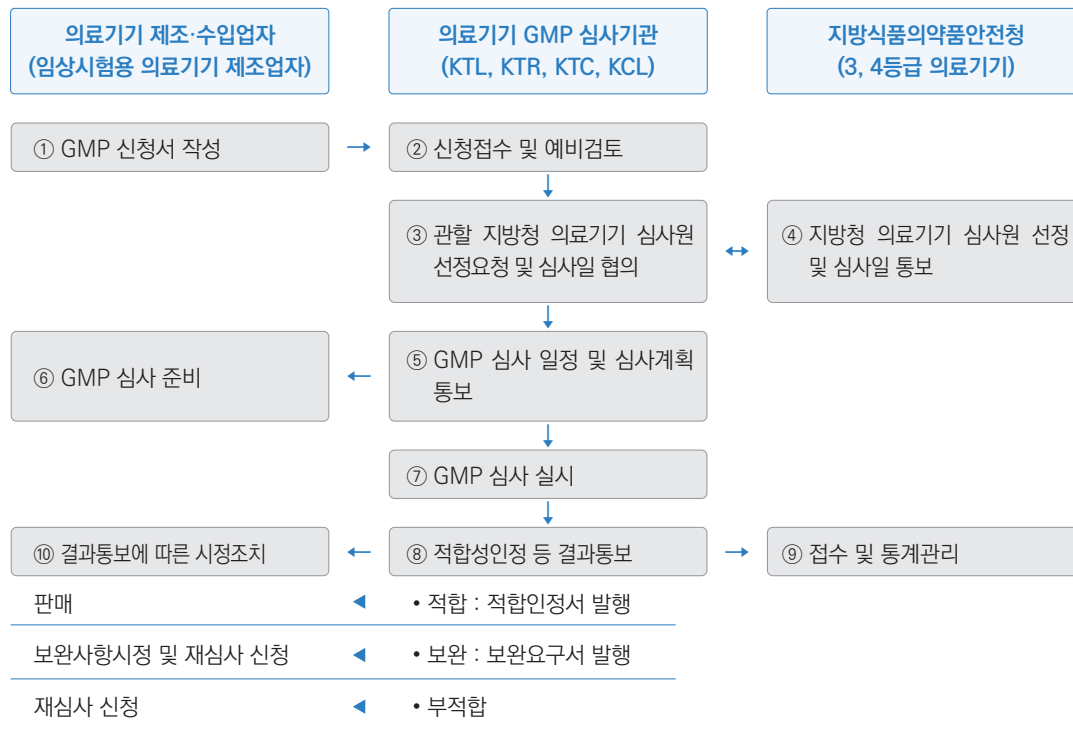 의료기기 제조·수입업자
(임상시험용 의료기기 제조업자)
의료기기 GMP 심사기관
(KTL, KTR, KTC, KCL)
지방식품의약품안전청
(3, 4등급 의료기기)
① GMP 신청서 작성
② 신청접수 및 예비검토
③ 관할 지방청 의료기기 심사원
선정요청 및 심사일 협의
④ 지방청 의료기기 심사원 선정
및 심사일 통보
⑤ GMP 심사 일정 및 심사계획
통보
⑥ GMP 심사 준비
⑦ GMP 심사 실시
⑩ 결과통보에 따른 시정조치
⑧ 적합성인정 등 결과통보
⑨ 접수 및 통계관리
판매
• 적합 : 적합인정서 발행
보완사항시정 및 재심사 신청
• 보완 : 보완요구서 발행
재심사 신청
• 부적합